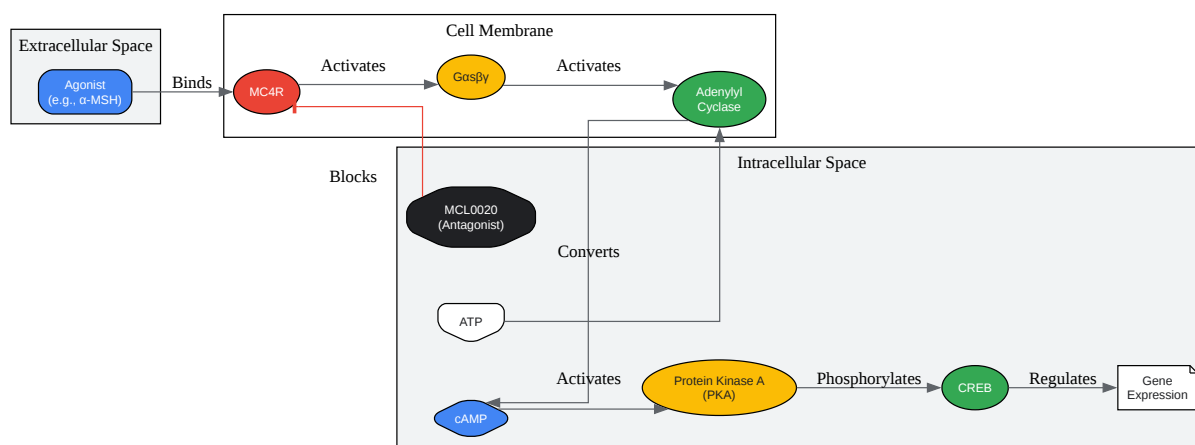 Cell Membrane
Extracellular Space
Agonist
(e.g., α-MSH)
Binds
MC4R
Activates
Gαsβγ
Activates
Adenylyl
Cyclase
Intracellular Space
Blocks
MCL0020
(Antagonist)
Converts
ATP
cAMP
Activates
Protein Kinase A
(PKA)
Phosphorylates
CREB
Regulates
Gene
Expression